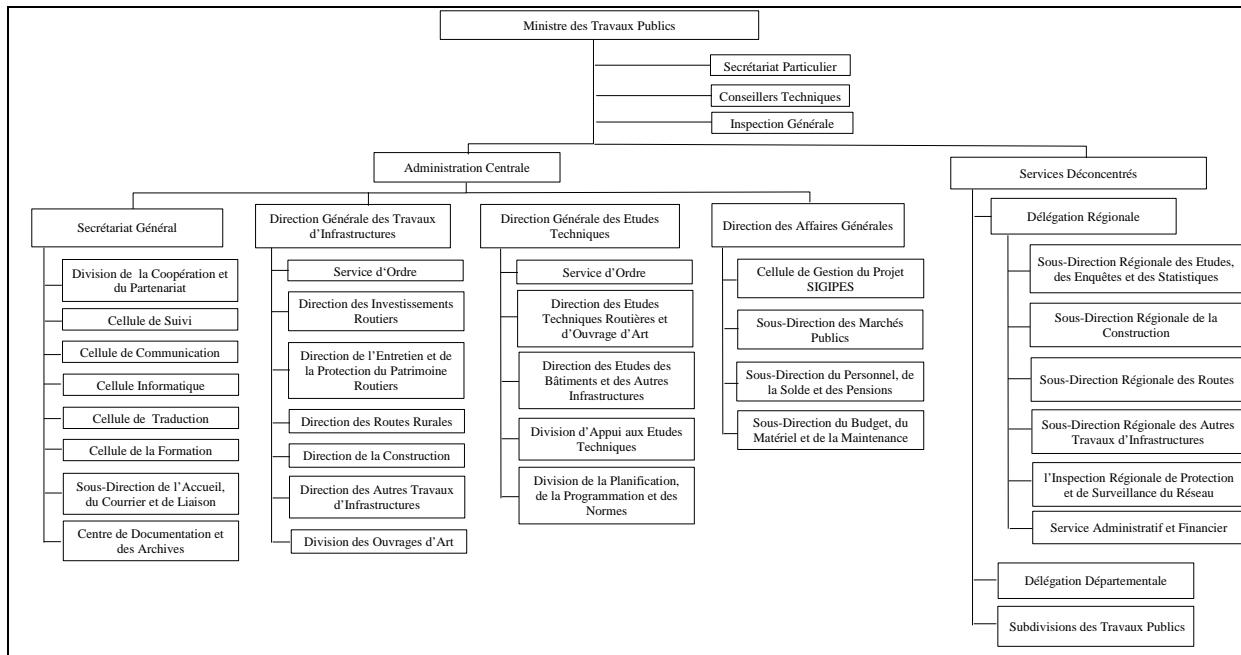 Ministre des Travaux Publics
Secrétariat Particulier
Conseillers Techniques
Inspection Générale
Administration Centrale
Services Déconcentrés
Secrétariat Général
Division de la Coopération et
du Partenariat
Cellule de Suivi
Cellule de Communication
Cellule Informatique
Cellule de Traduction
Cellule de la Formation
Sous-Direction de l’Accueil,
du Courrier et de Liaison
Centre de Documentation et
des Archives
Direction Générale des Travaux
d’Infrastructures
Service d‘Ordre
Direction des Investissements
Routiers
Direction de l’Entretien et de
la Protection du Patrimoine
Routiers
Direction des Routes Rurales
Direction de la Construction
Direction des Autres Travaux
d’Infrastructures
Division des Ouvrages d’Art
Direction Générale des Etudes
Techniques
Service d’Ordre
Direction des Etudes
Techniques Routières et
d’Ouvrage d’Art
Direction des Etudes des
Bâtiments et des Autres
Infrastructures
Division d’Appui aux Etudes
Techniques
Division de la Planification,
de la Programmation et des
Normes
Direction des Affaires Générales
Cellule de Gestion du Projet
SIGIPES
Sous-Direction des Marchés
Publics
Sous-Direction du Personnel, de
la Solde et des Pensions
Sous-Direction du Budget, du
Matériel et de la Maintenance
Délégation Régionale
Sous-Direction Régionale des Etudes,
des Enquêtes et des Statistiques
Sous-Direction Régionale de la
Construction
Sous-Direction Régionale des Routes
Sous-Direction Régionale des Autres
Travaux d’Infrastructures
l’Inspection Régionale de Protection
et de Surveillance du Réseau
Service Administratif et Financier
Délégation Départementale
Subdivisions des Travaux Publics